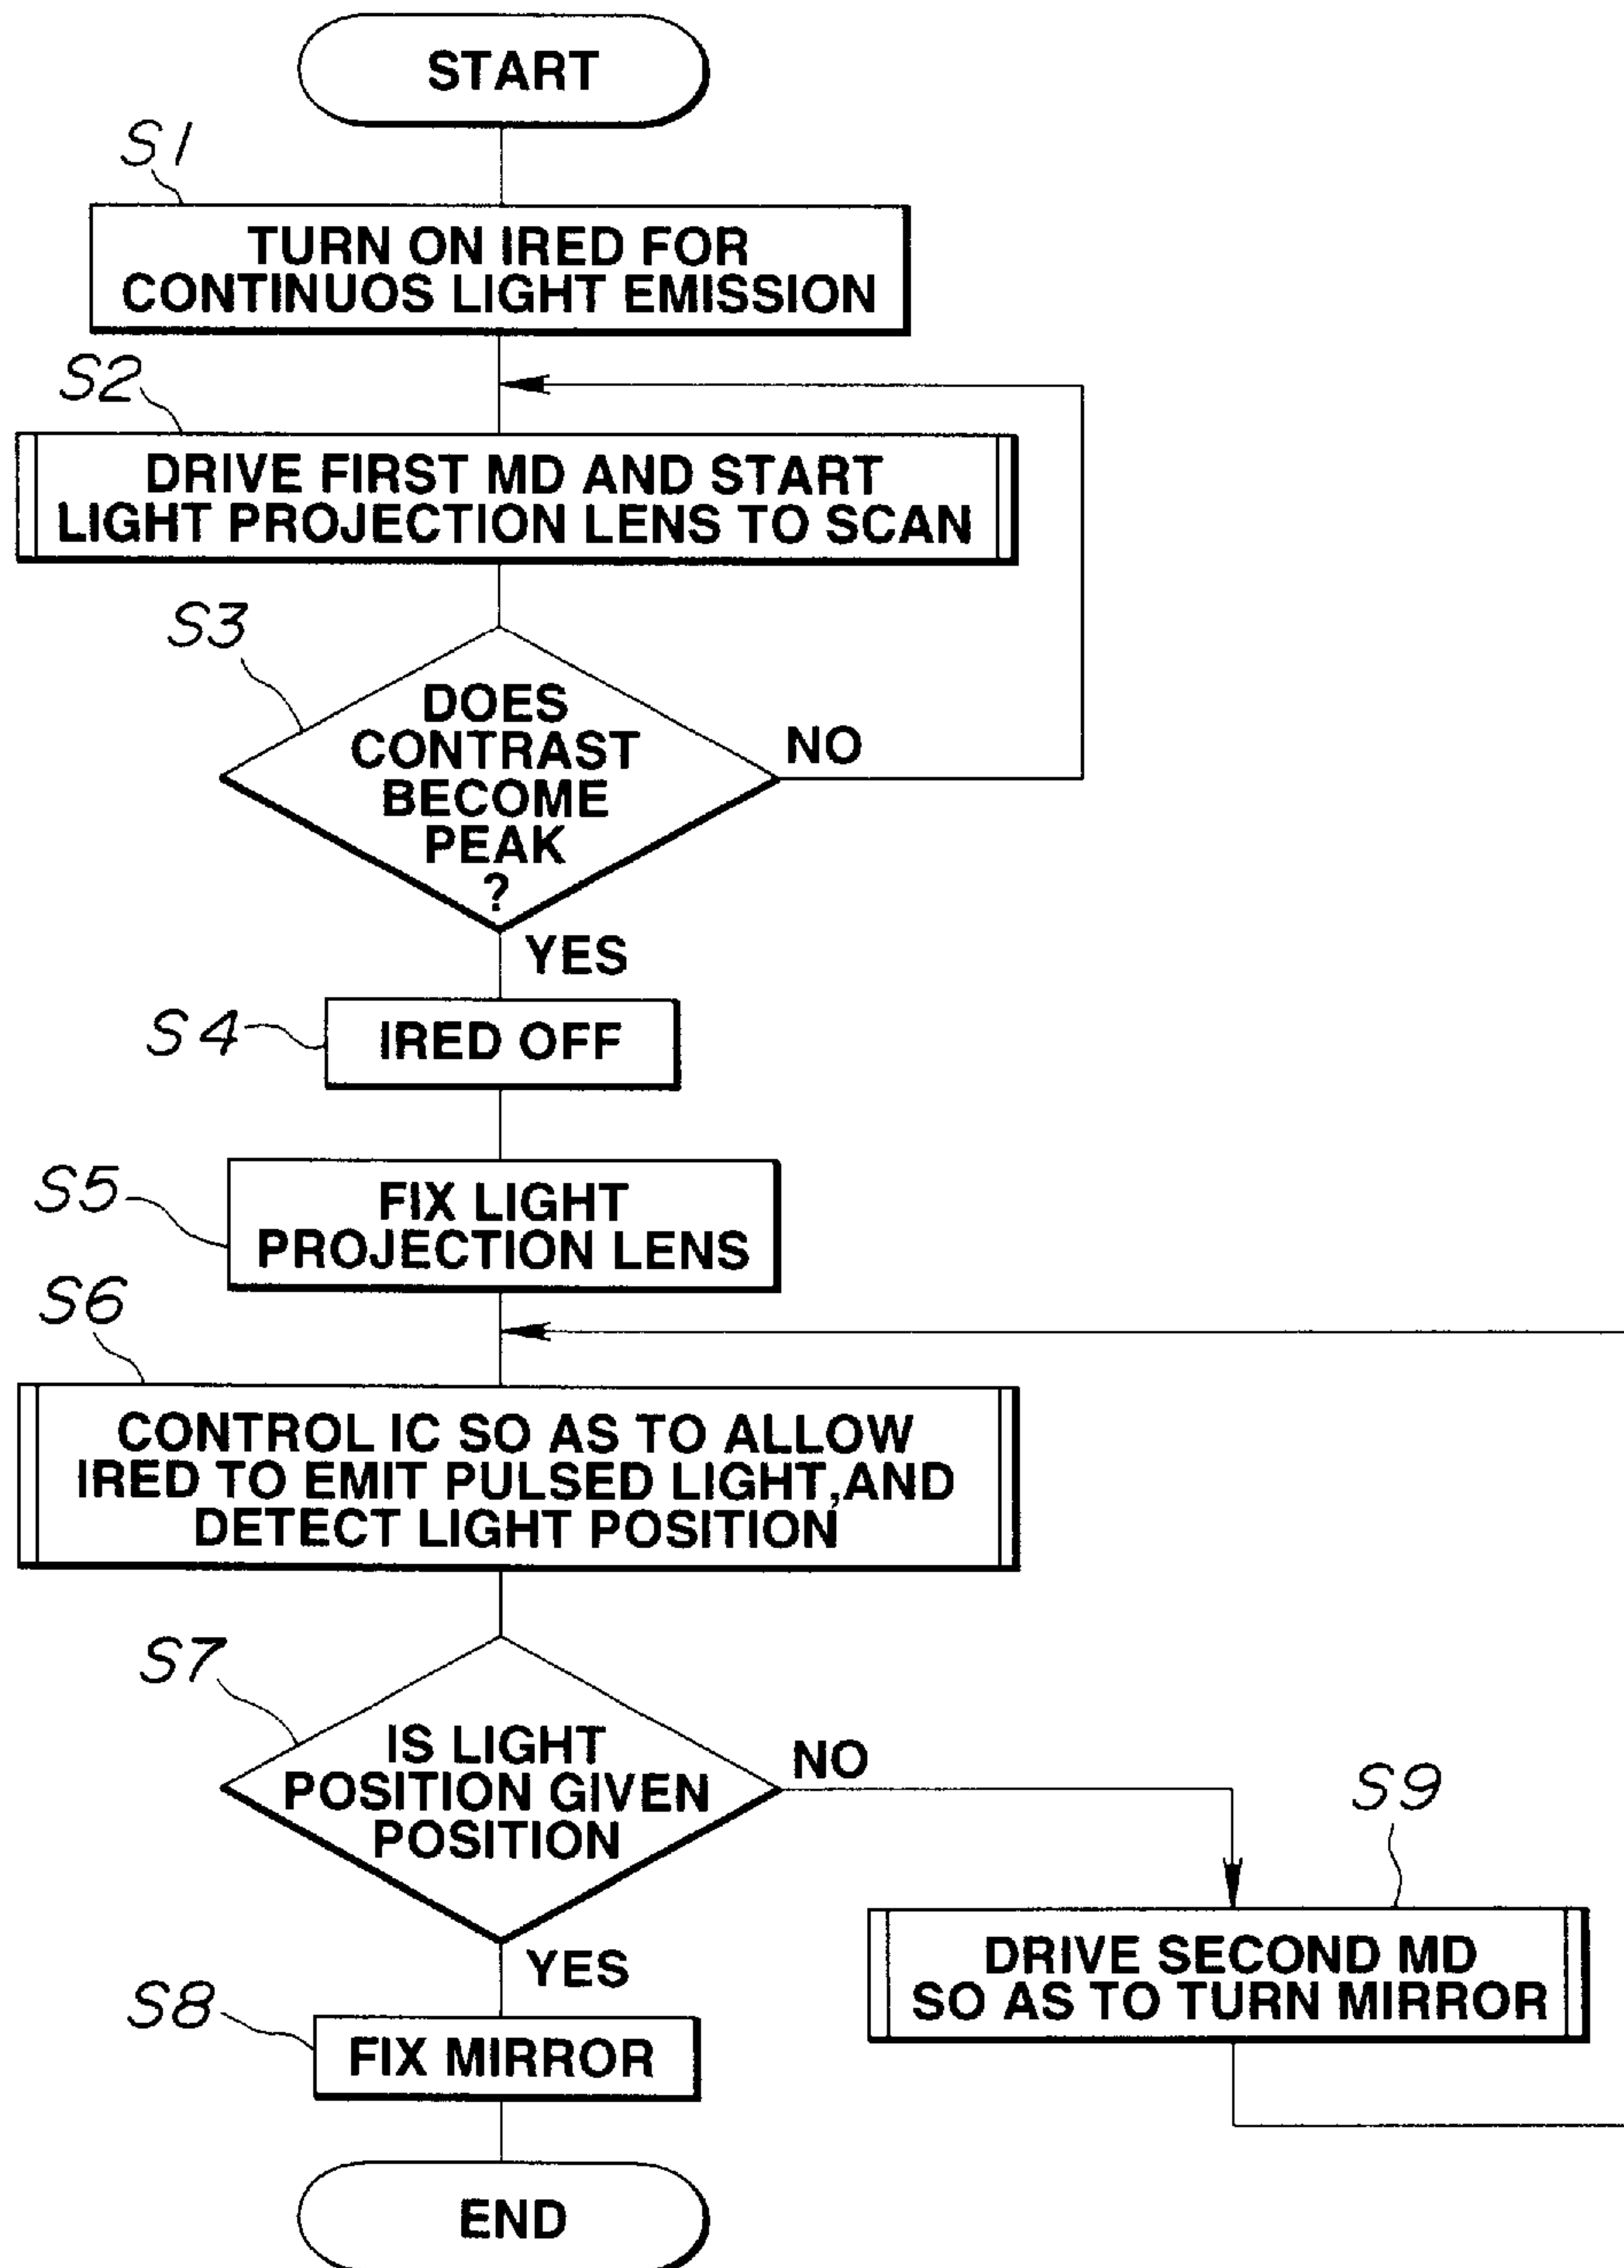 START
S1
TURN ON IRED FOR
CONTINUOS LIGHT EMISSION
S2
DRIVE FIRST MD AND START
LIGHT PROJECTION LENS TO SCAN
S3
DOES
CONTRAST
BECOME
PEAK
?
NO
YES
S4
IRED OFF
S5
FIX LIGHT
PROJECTION LENS
S6
CONTROL IC SO AS TO ALLOW
IRED TO EMIT PULSED LIGHT,AND
DETECT LIGHT POSITION
S7
IS LIGHT
POSITION GIVEN
POSITION
NO
YES
S9
DRIVE SECOND MD
SO AS TO TURN MIRROR
S8
FIX MIRROR
END